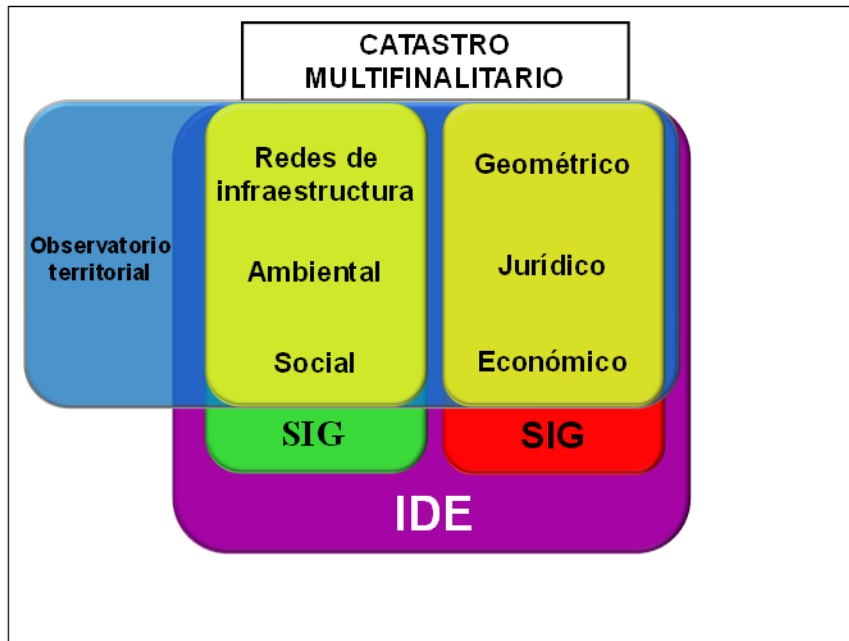 CATASTRO
MULTIFINALITARIO
Observatorio
territorial
Redes de
infraestructura
Ambiental
Social
Geométrico
Jurídico
Económico
SIG
SIG
IDE